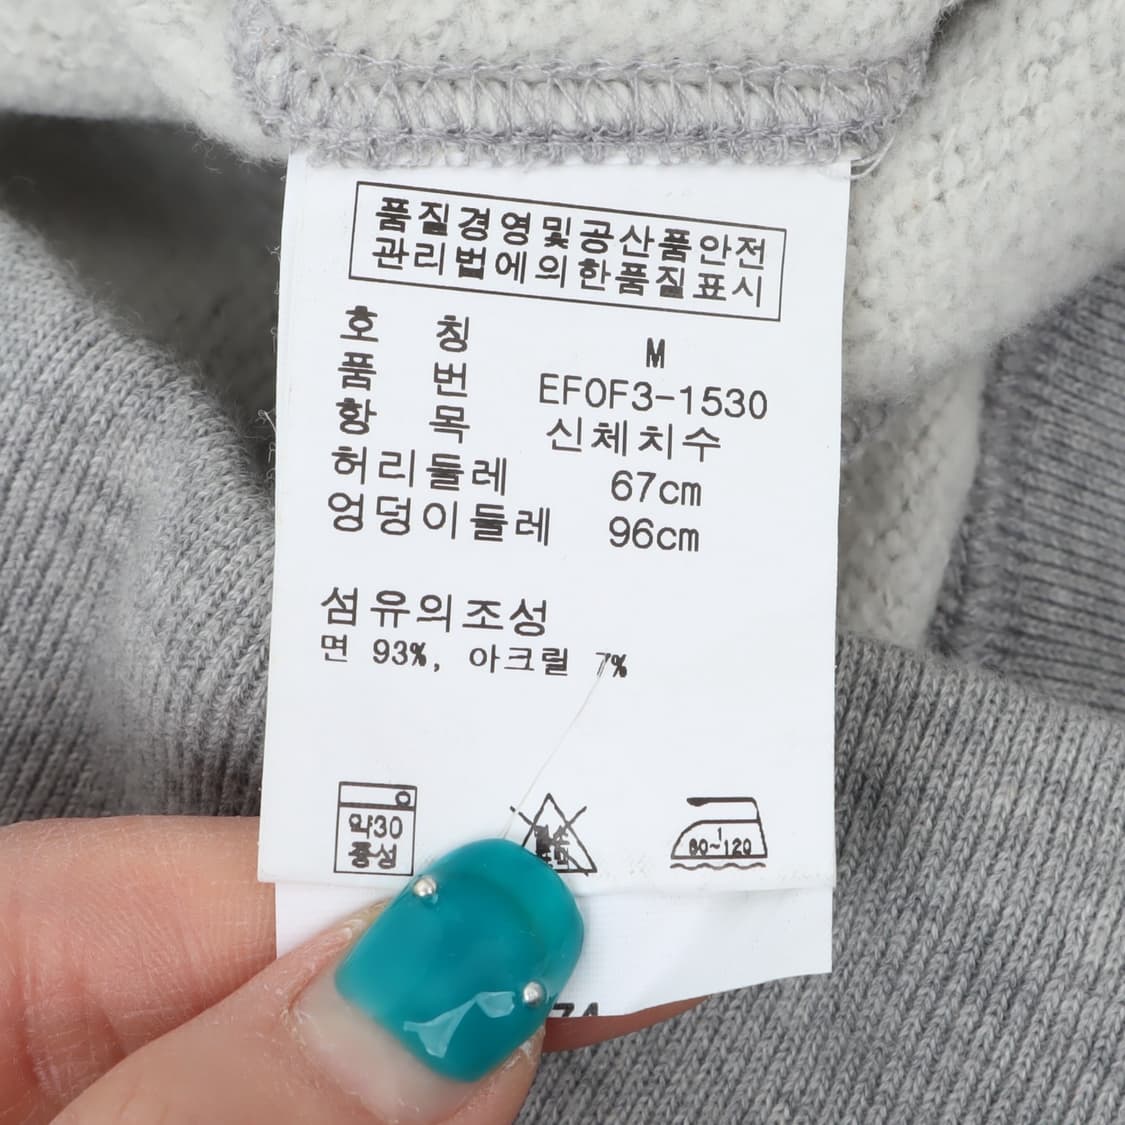 품질경영및공산품안전
관리법에의한품질표시
호 칭 M
품 번 EF0F3-1530
항 목 신체치수
허리둘레 67cm
엉덩이둘레 96cm
섬유의조성
면 93%, 아크릴 7%
약30
중성
80~120